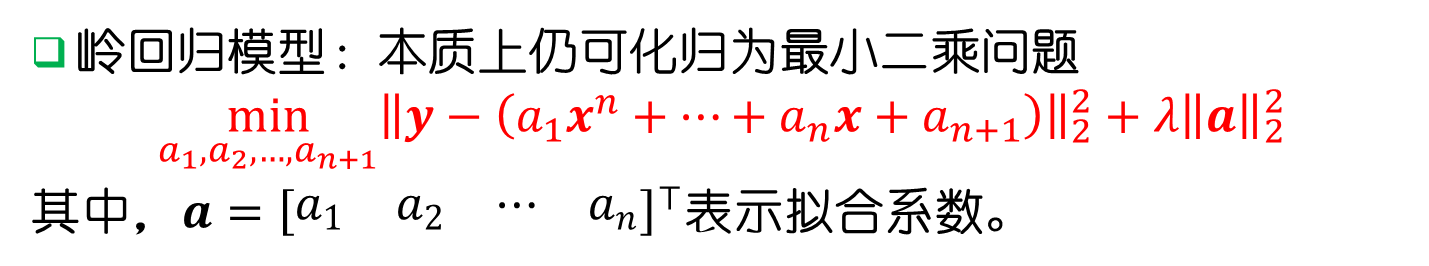 岭回归模型：本质上仍可化归为最小二乘问题
min_{a₁,a₂,…,aₙ₊₁} ‖𝒚 − (a₁𝒙ⁿ + ⋯ + aₙ𝒙 + aₙ₊₁)‖₂² + λ‖𝒂‖₂²
其中，𝒂 = [a₁ a₂ ⋯ aₙ]^⊤表示拟合系数。